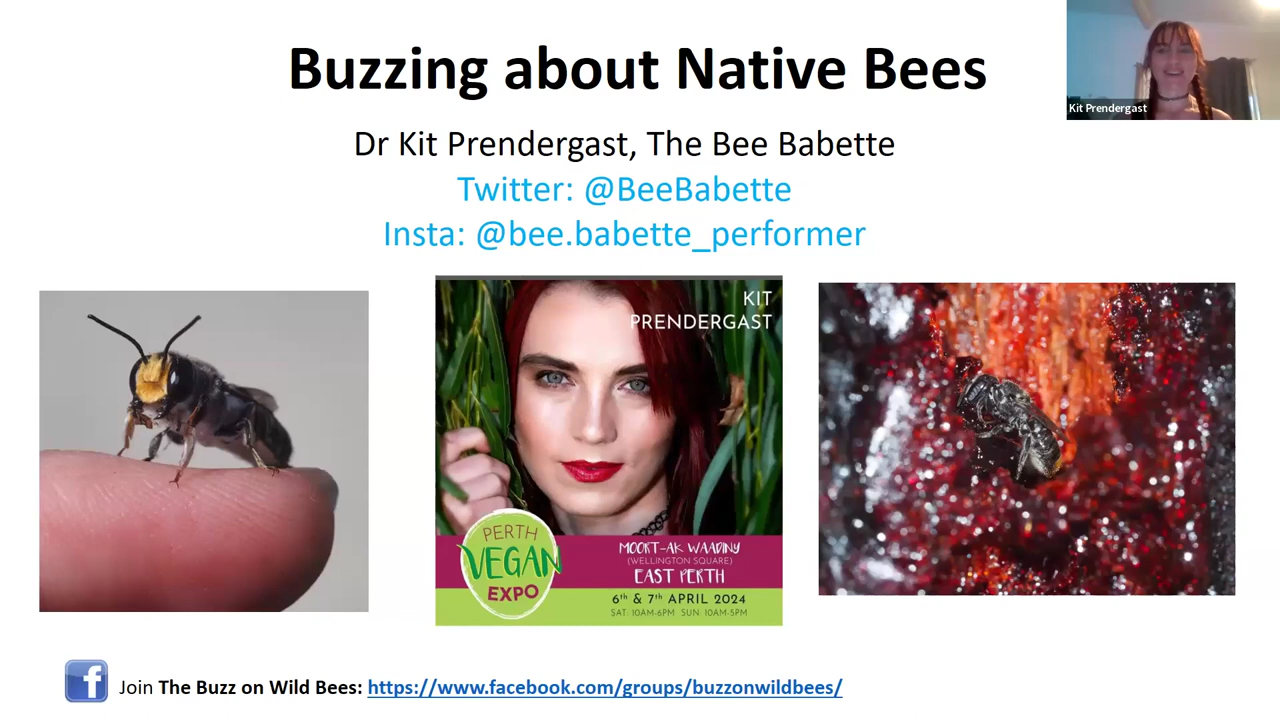 Buzzing about Native Bees
Kit Prendergast
Dr Kit Prendergast, The Bee Babette
Twitter: @BeeBabette
Insta: @bee.babette_performer
KIT
PRENDERGAST
PERTH
VEGAN
EXPO
MOORT-AK WAADINY
(WELLINGTON SQUARE)
EAST PERTH
6th & 7th APRIL 2024
SAT: 10AM-6PM SUN: 10AM-5PM
f Join The Buzz on Wild Bees: https://www.facebook.com/groups/buzzonwildbees/